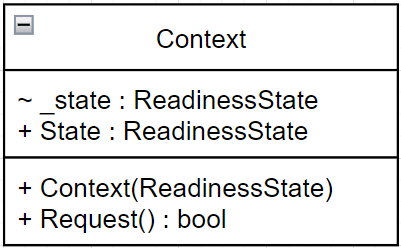 Context
~ _state : ReadinessState
+ State : ReadinessState
+ Context(ReadinessState)
+ Request() : bool